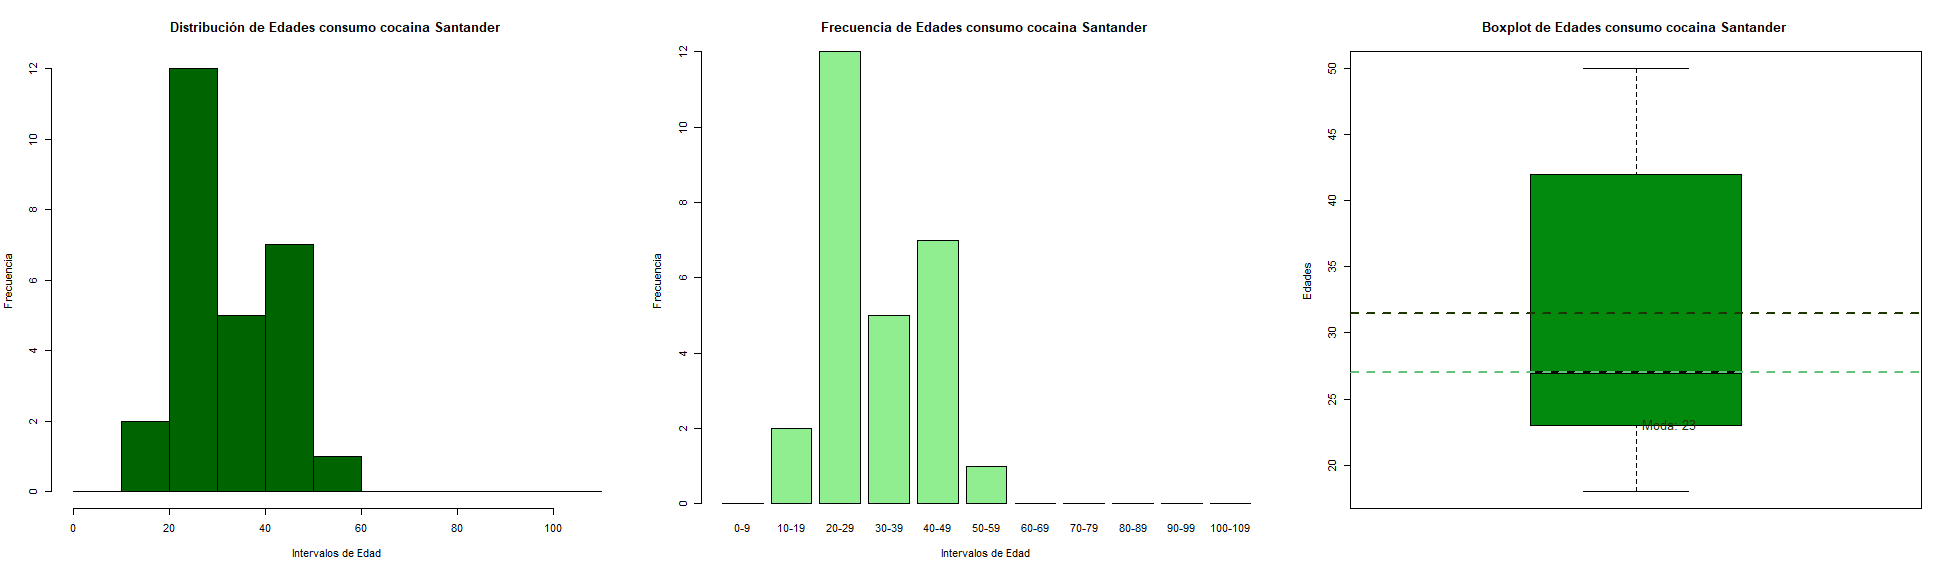 Distribución de Edades consumo cocaina Santander
Frecuencia
0
2
4
6
8
10
12
0 20 40 60 80 100
Intervalos de Edad
Frecuencia de Edades consumo cocaina Santander
Frecuencia
0
2
4
6
8
10
12
0-9 10-19 20-29 30-39 40-49 50-59 60-69 70-79 80-89 90-99 100-109
Intervalos de Edad
Boxplot de Edades consumo cocaina Santander
Edades
20
25
30
35
40
45
50
Moda: 23